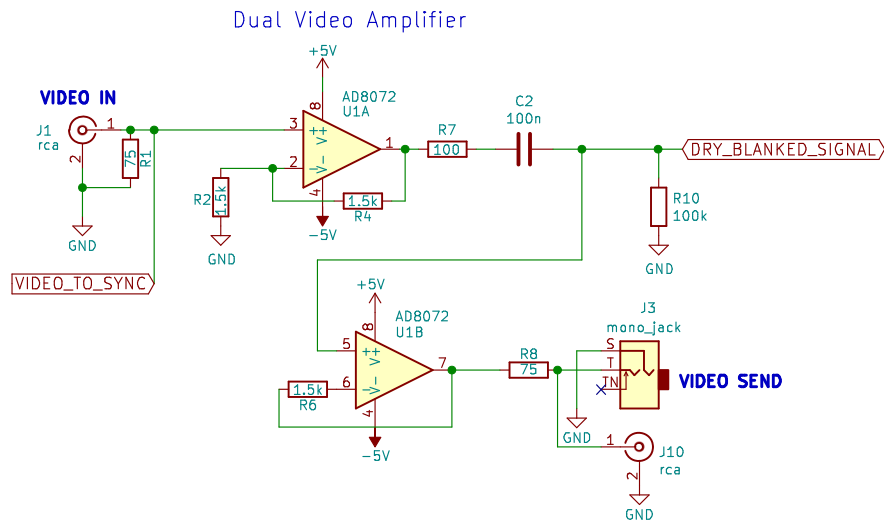 Dual Video Amplifier
+5V
VIDEO IN
J1
rca
1
2
75
R1
GND
VIDEO_TO_SYNC
AD8072
U1A
8
3
2
4
1
V+
V-
+
-
-5V
R2
1.5k
GND
1.5k
R4
R7
100
C2
100n
DRY_BLANKED_SIGNAL
R10
100k
GND
+5V
AD8072
U1B
8
5
6
4
7
V+
V-
+
-
-5V
1.5k
R6
R8
75
J3
mono_jack
S
T
TN
VIDEO SEND
GND
1
2
J10
rca
GND